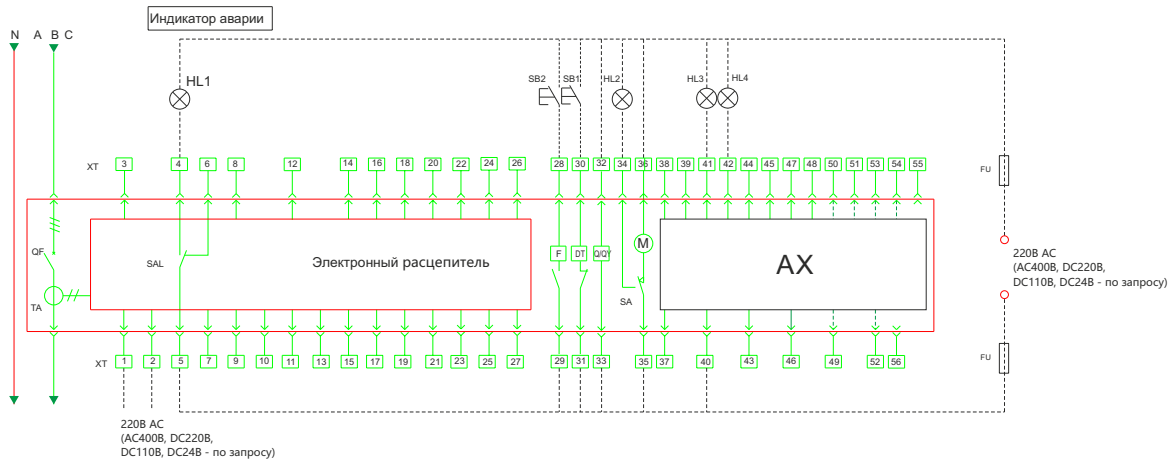 Индикатор аварии
N A B C
HL1
SB2 SB1 HL2 HL3 HL4
XT 3 4 6 8 12 14 16 18 20 22 24 26 28 30 32 34 36 38 39 41 42 44 45 47 48 50 51 53 54 55
FU
QF
SAL
Электронный расцепитель
F DT Q/QY
M
AX
SA
TA
220В AC
(AC400В, DC220В,
DC110В, DC24В - по запросу)
XT 1 2 5 7 9 10 11 13 15 17 19 21 23 25 27 29 31 33 35 37 40 43 46 49 52 56
FU
220В AC
(AC400В, DC220В,
DC110В, DC24В - по запросу)